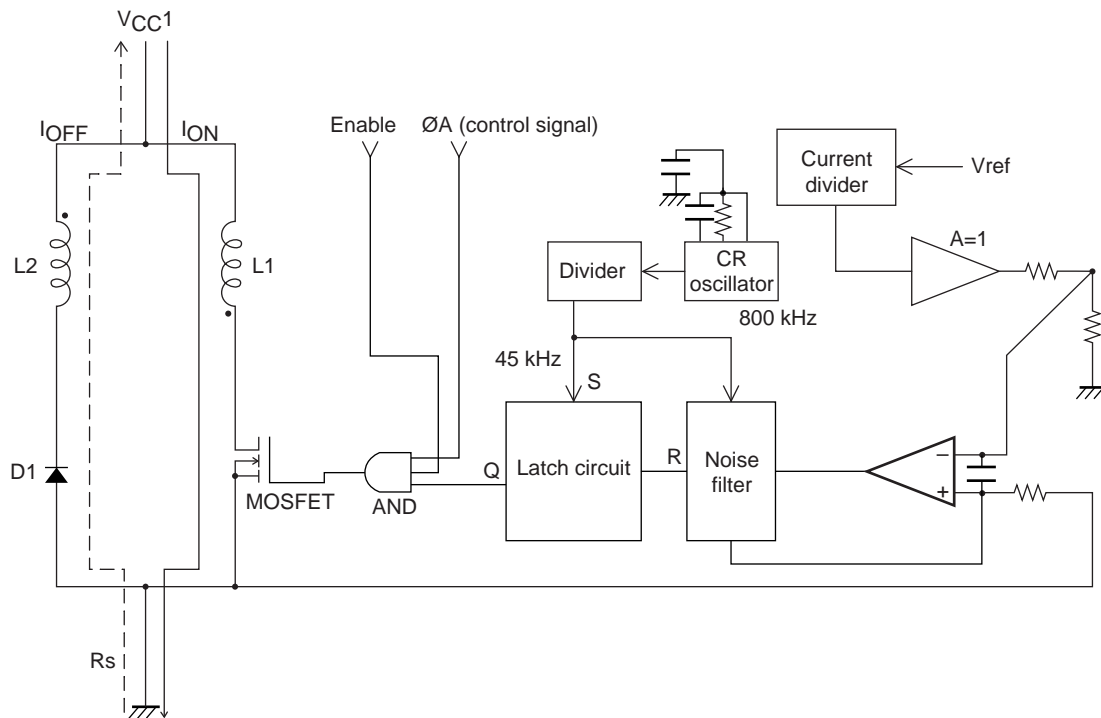 VCC1
IOFF
ION
Enable
ØA (control signal)
Current
divider
Vref
L2
L1
Divider
CR
oscillator
800 kHz
A=1
45 kHz
S
D1
MOSFET
AND
Q
Latch circuit
R
Noise
filter
−
+
Rs